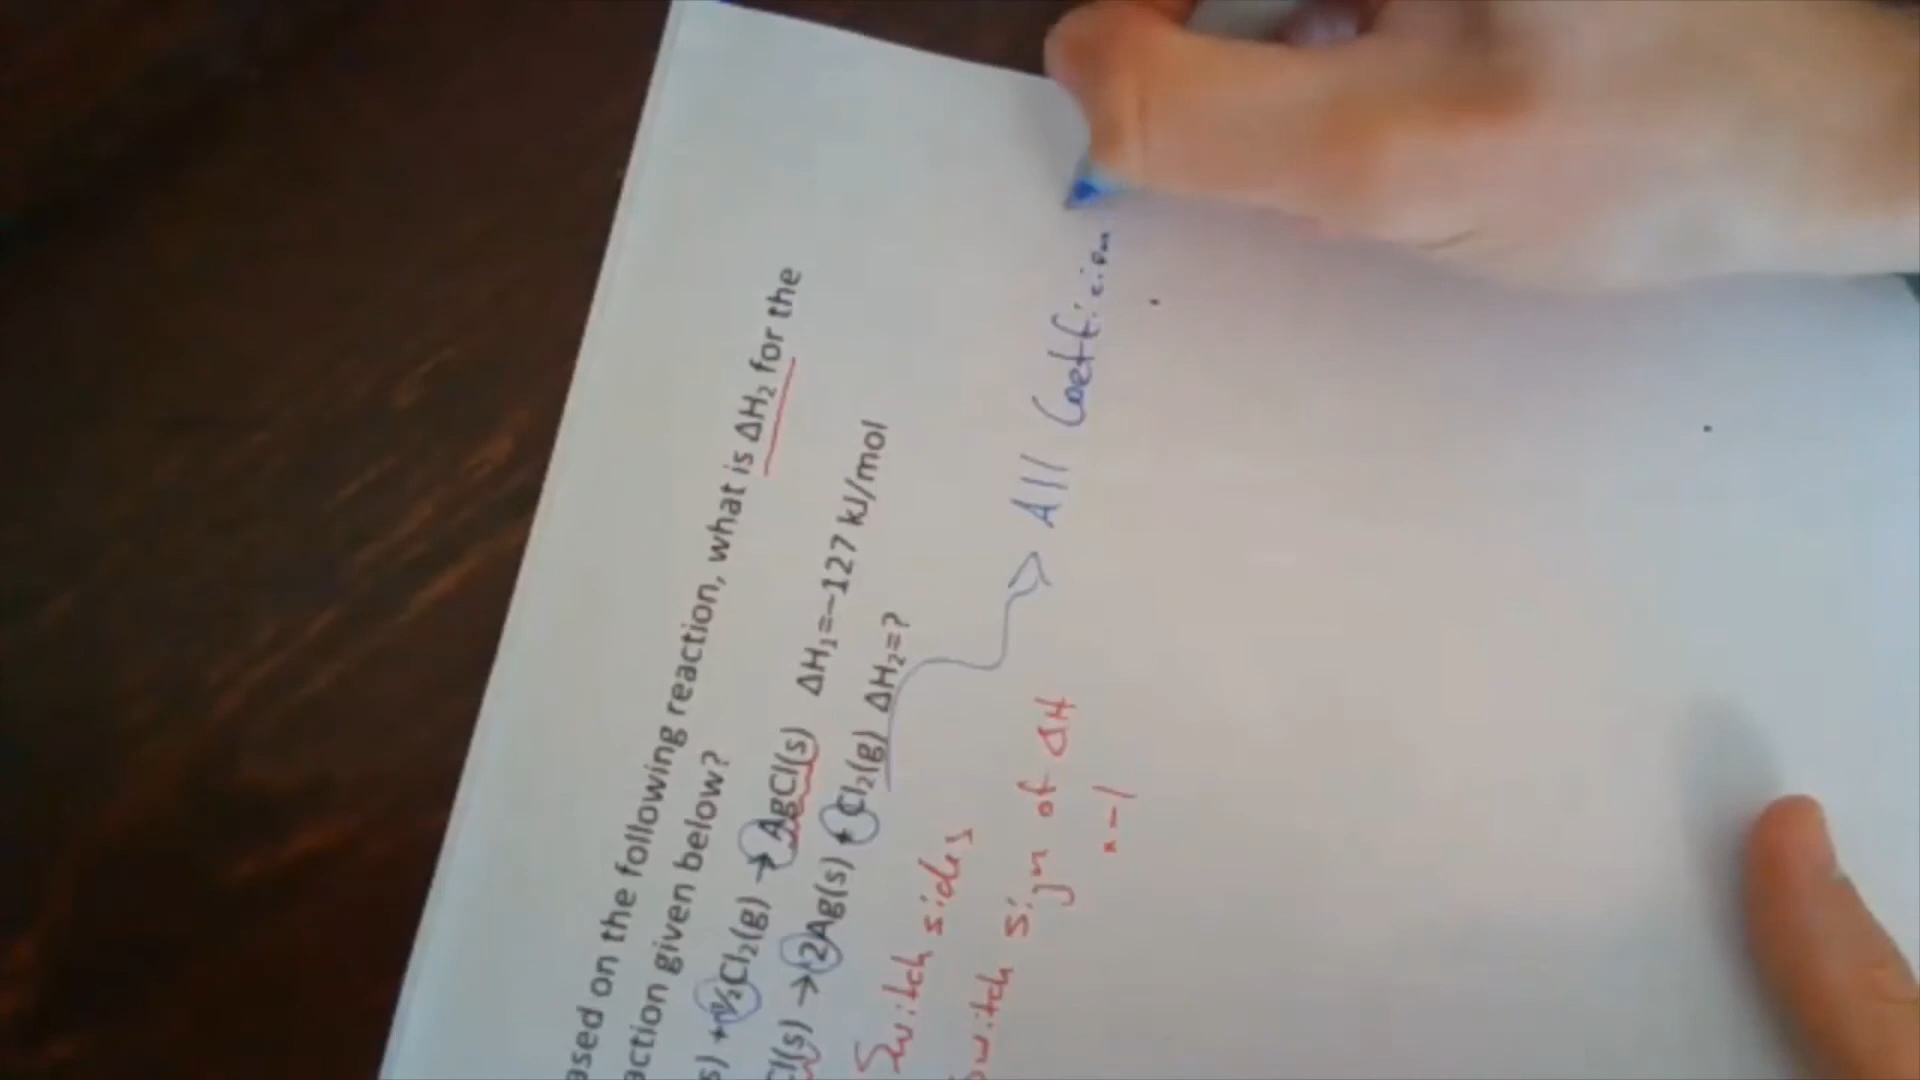 ased on the following reaction, what is ΔH₂ for the
action given below?
s) + ½Cl₂(g) → AgCl(s) ΔH₁=−127 kJ/mol
Cl(s) → 2Ag(s) + Cl₂(g) ΔH₂=?
Switch sides
switch sign of ΔH
× -1
All Coefficien